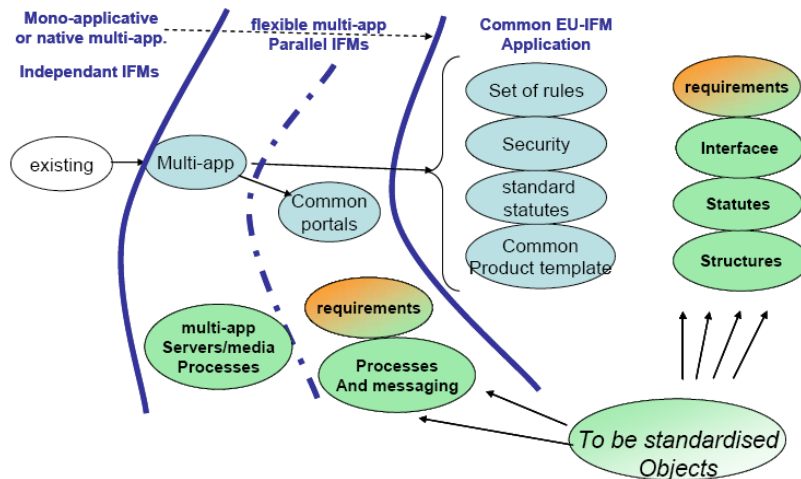 Mono-applicative
or native multi-app.
Independant IFMs
flexible multi-app
Parallel IFMs
Common EU-IFM
Application
existing
Multi-app
Common
portals
Set of rules
Security
standard
statutes
Common
Product template
requirements
Interfacee
Statutes
Structures
multi-app
Servers/media
Processes
requirements
Processes
And messaging
To be standardised
Objects